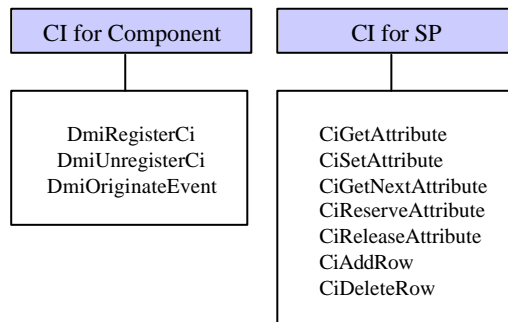 CI for Component
DmiRegisterCi
DmiUnregisterCi
DmiOriginateEvent
CI for SP
CiGetAttribute
CiSetAttribute
CiGetNextAttribute
CiReserveAttribute
CiReleaseAttribute
CiAddRow
CiDeleteRow